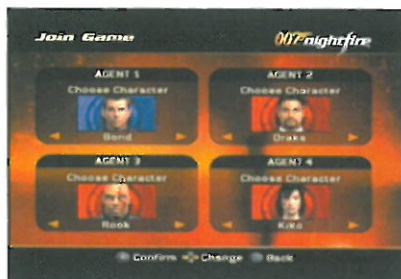 Join Game
007 nightfire
AGENT 1
Choose Character
Bond
AGENT 2
Choose Character
Drake
AGENT 3
Choose Character
Rook
AGENT 4
Choose Character
Kiko
Confirm Change Back